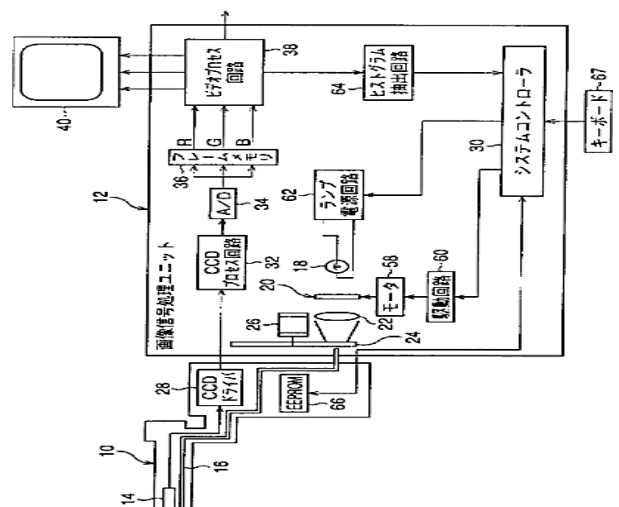 40
12
画像信号処理ユニット
ビデオプロセス
回路
38
R
G
B
フレームメモリ
36
A/D
34
CCD
プロセス回路
32
ヒストグラム
抽出回路
64
ランプ
電源回路
62
18
20
22
24
26
モータ
58
駆動回路
60
システムコントローラ
30
キーボード
67
CCD
ドライバ
28
EEPROM
66
10
14
16